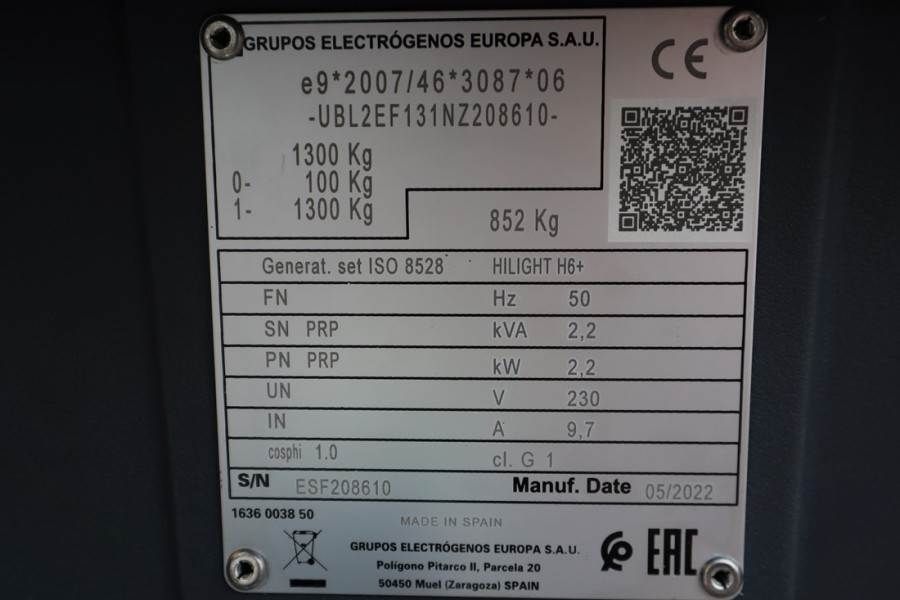 GRUPOS ELECTRÓGENOS EUROPA S.A.U.
CE
e9*2007/46*3087*06
-UBL2EF131NZ208610-
1300 Kg
0- 100 Kg
1- 1300 Kg
852 Kg
Generat. set ISO 8528 HILIGHT H6+
FN Hz 50
SN PRP kVA 2,2
PN PRP kW 2,2
UN V 230
IN A 9,7
cosphi 1.0 cl. G 1
S/N ESF208610 Manuf. Date 05/2022
1636 0038 50
MADE IN SPAIN
GRUPOS ELECTRÓGENOS EUROPA S.A.U.
Polígono Pitarco II, Parcela 20
50450 Muel (Zaragoza) SPAIN
EAC